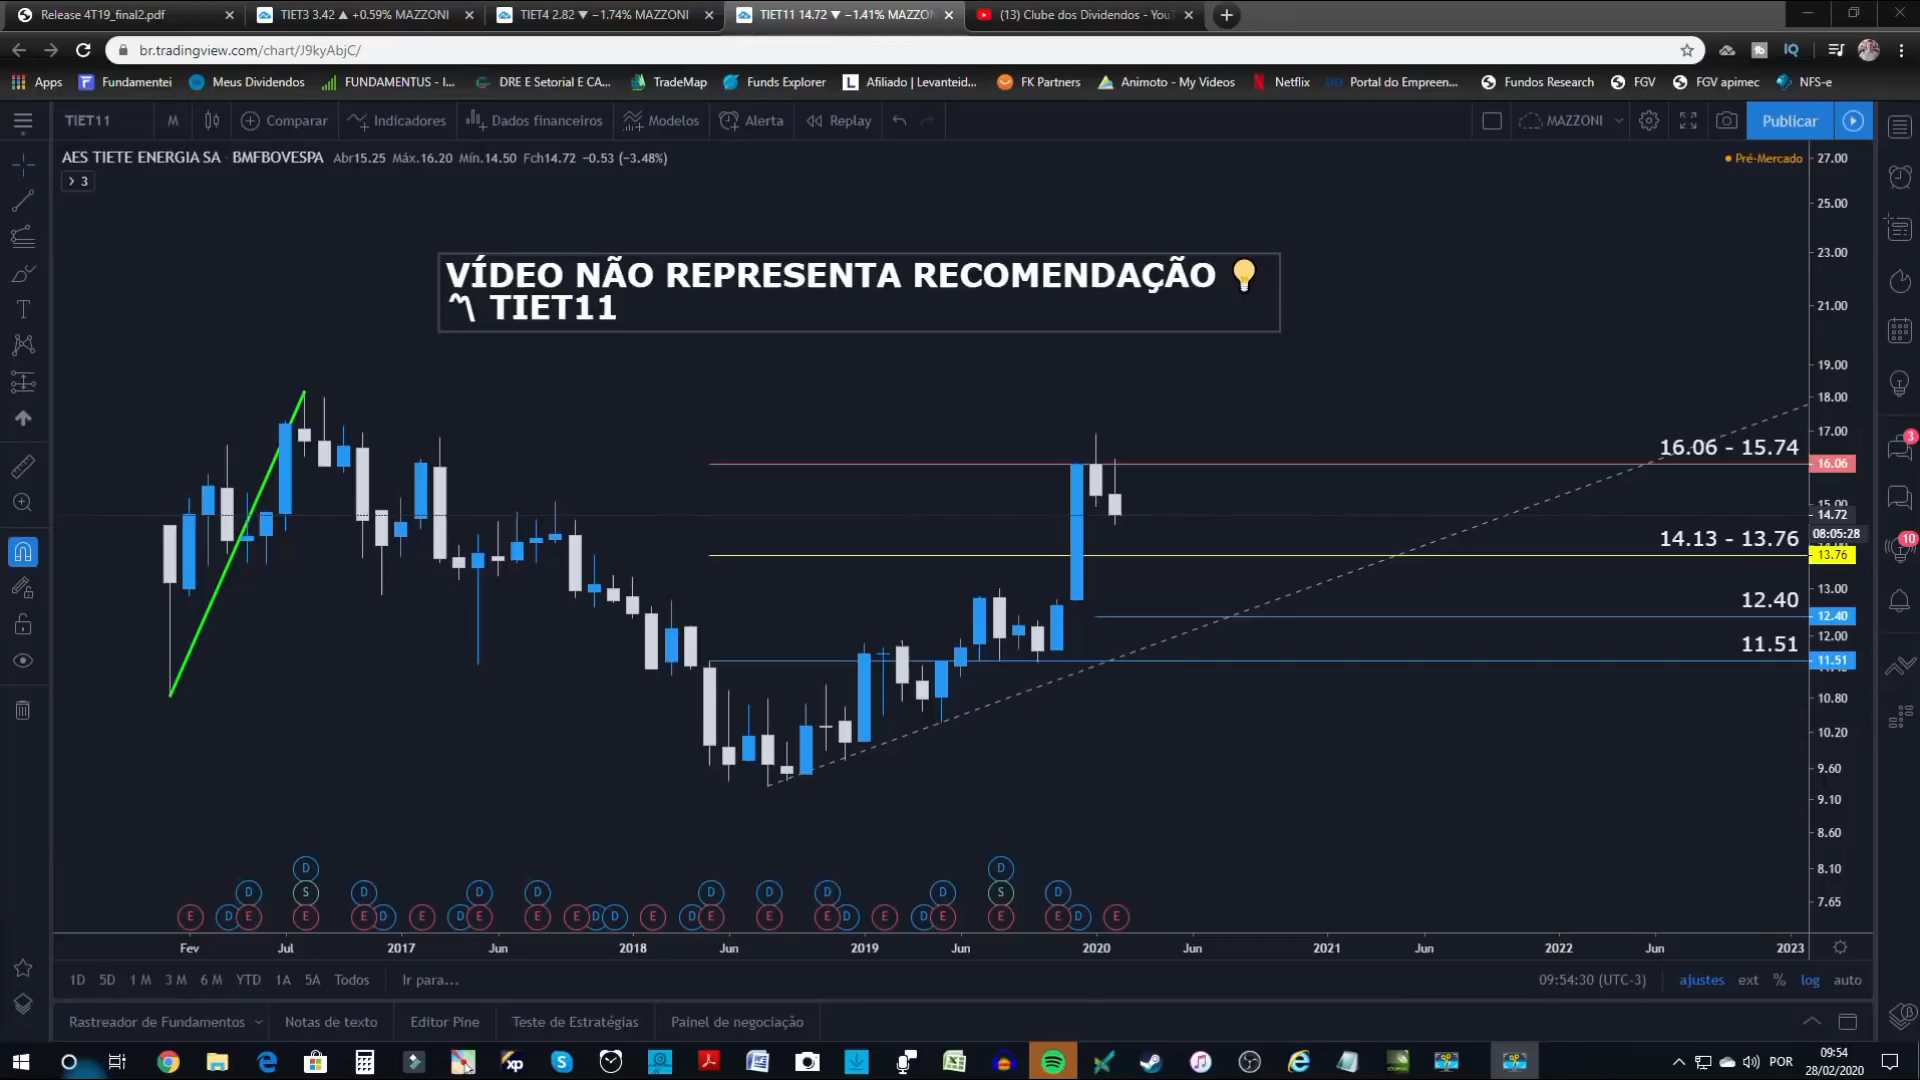 Release 4T19_final2.pdf
TIET3 3.42 ▲ +0.59% MAZZONI
TIET4 2.82 ▼ −1.74% MAZZONI
TIET11 14.72 ▼ −1.41% MAZZON
(13) Clube dos Dividendos - YouT
br.tradingview.com/chart/J9kyAbjC/
Apps
Fundamentei
Meus Dividendos
FUNDAMENTUS - I...
DRE E Setorial E CA...
TradeMap
Funds Explorer
Afiliado | Levanteid...
FK Partners
Animoto - My Videos
Netflix
Portal do Empreen...
Fundos Research
FGV
FGV apimec
NFS-e
TIET11
M
Comparar
Indicadores
Dados financeiros
Modelos
Alerta
Replay
MAZZONI
Publicar
AES TIETE ENERGIA SA BMFBOVESPA Abr15.25 Máx.16.20 Mín.14.50 Fch14.72 −0.53 (−3.48%)
Pré-Mercado
3
VÍDEO NÃO REPRESENTA RECOMENDAÇÃO
TIET11
27.00
25.00
23.00
21.00
19.00
18.00
17.00
16.06 - 15.74
16.06
15.00
14.72
08:05:28
14.13 - 13.76
13.76
13.00
12.40
12.40
12.00
11.51
11.51
10.80
10.20
9.60
9.10
8.60
8.10
7.65
3
10
D D
D S D D D D D D D S D
E D E E E D E D E E D D E D E E E D E D E E E D E
Fev Jul 2017 Jun 2018 Jun 2019 Jun 2020 Jun 2021 Jun 2022 Jun 2023
1D 5D 1 M 3 M 6 M YTD 1A 5A Todos Ir para...
09:54:30 (UTC-3) ajustes ext % log auto
Rastreador de Fundamentos Notas de texto Editor Pine Teste de Estratégias Painel de negociação
xp
POR
09:54
28/02/2020